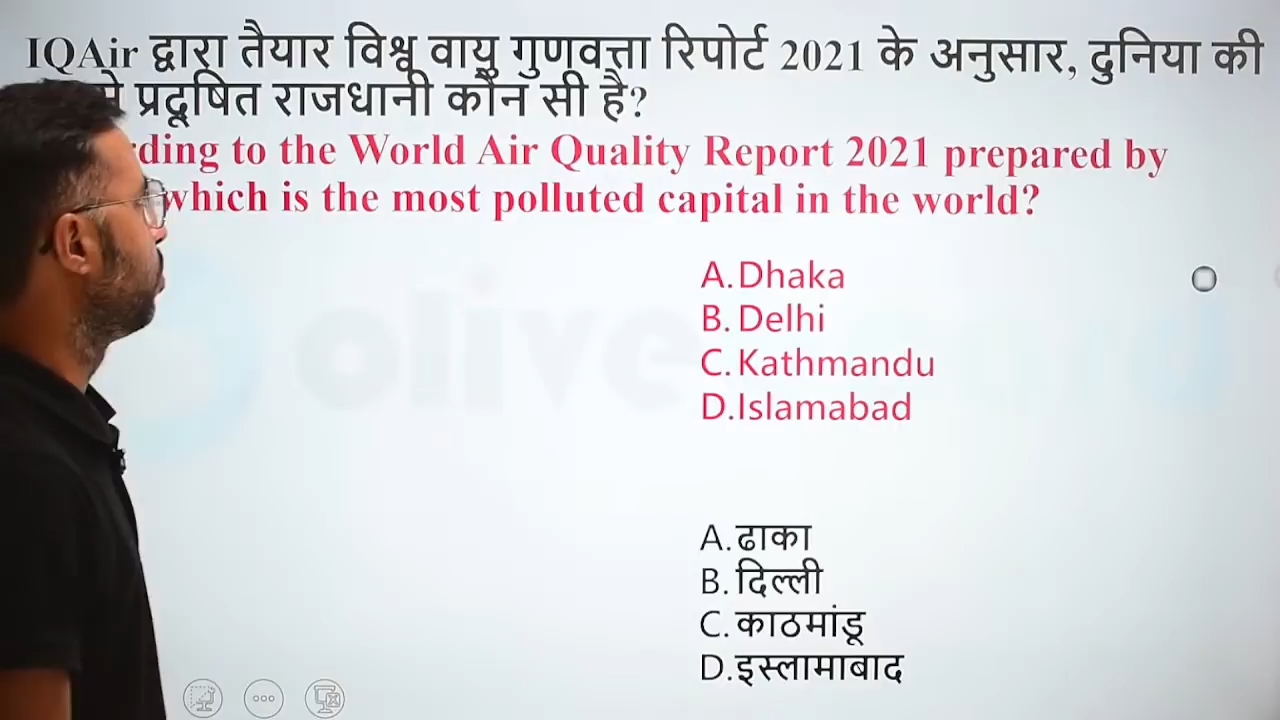 IQAir द्वारा तैयार विश्व वायु गुणवत्ता रिपोर्ट 2021 के अनुसार, दुनिया की
प्रदूषित राजधानी कौन सी है?
to the World Air Quality Report 2021 prepared by
which is the most polluted capital in the world?
A. Dhaka
B. Delhi
olive
C. Kathmandu
D. Islamabad
A. ढाका
B. दिल्ली
C. काठमांडू
D. इस्लामाबाद